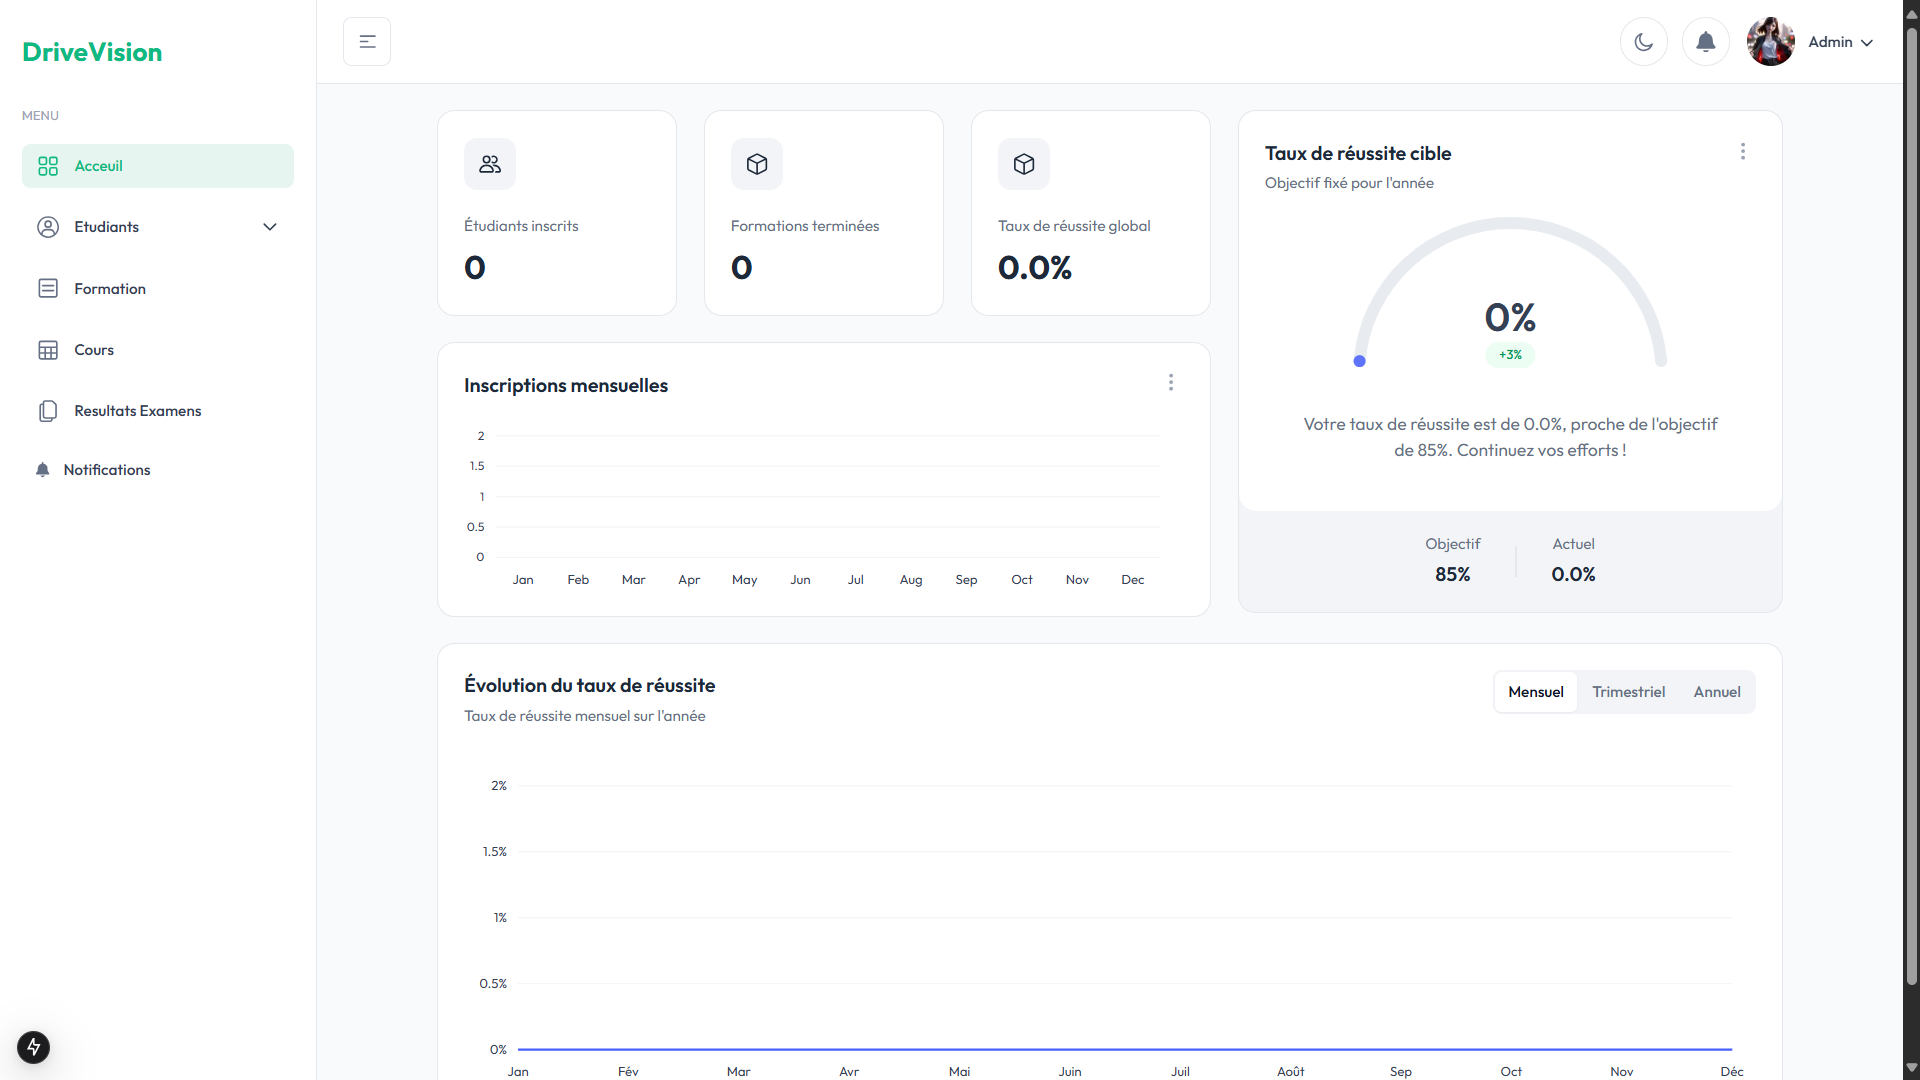 DriveVision
MENU
Acceuil
Etudiants
Formation
Cours
Resultats Examens
Notifications
Admin
Étudiants inscrits
0
Formations terminées
0
Taux de réussite global
0.0%
Taux de réussite cible
Objectif fixé pour l'année
0%
+3%
Votre taux de réussite est de 0.0%, proche de l'objectif
de 85%. Continuez vos efforts !
Objectif
85%
Actuel
0.0%
Inscriptions mensuelles
2
1.5
1
0.5
0
Jan Feb Mar Apr May Jun Jul Aug Sep Oct Nov Dec
Évolution du taux de réussite
Taux de réussite mensuel sur l'année
Mensuel Trimestriel Annuel
2%
1.5%
1%
0.5%
0%
Jan Fév Mar Avr Mai Juin Juil Août Sep Oct Nov Déc